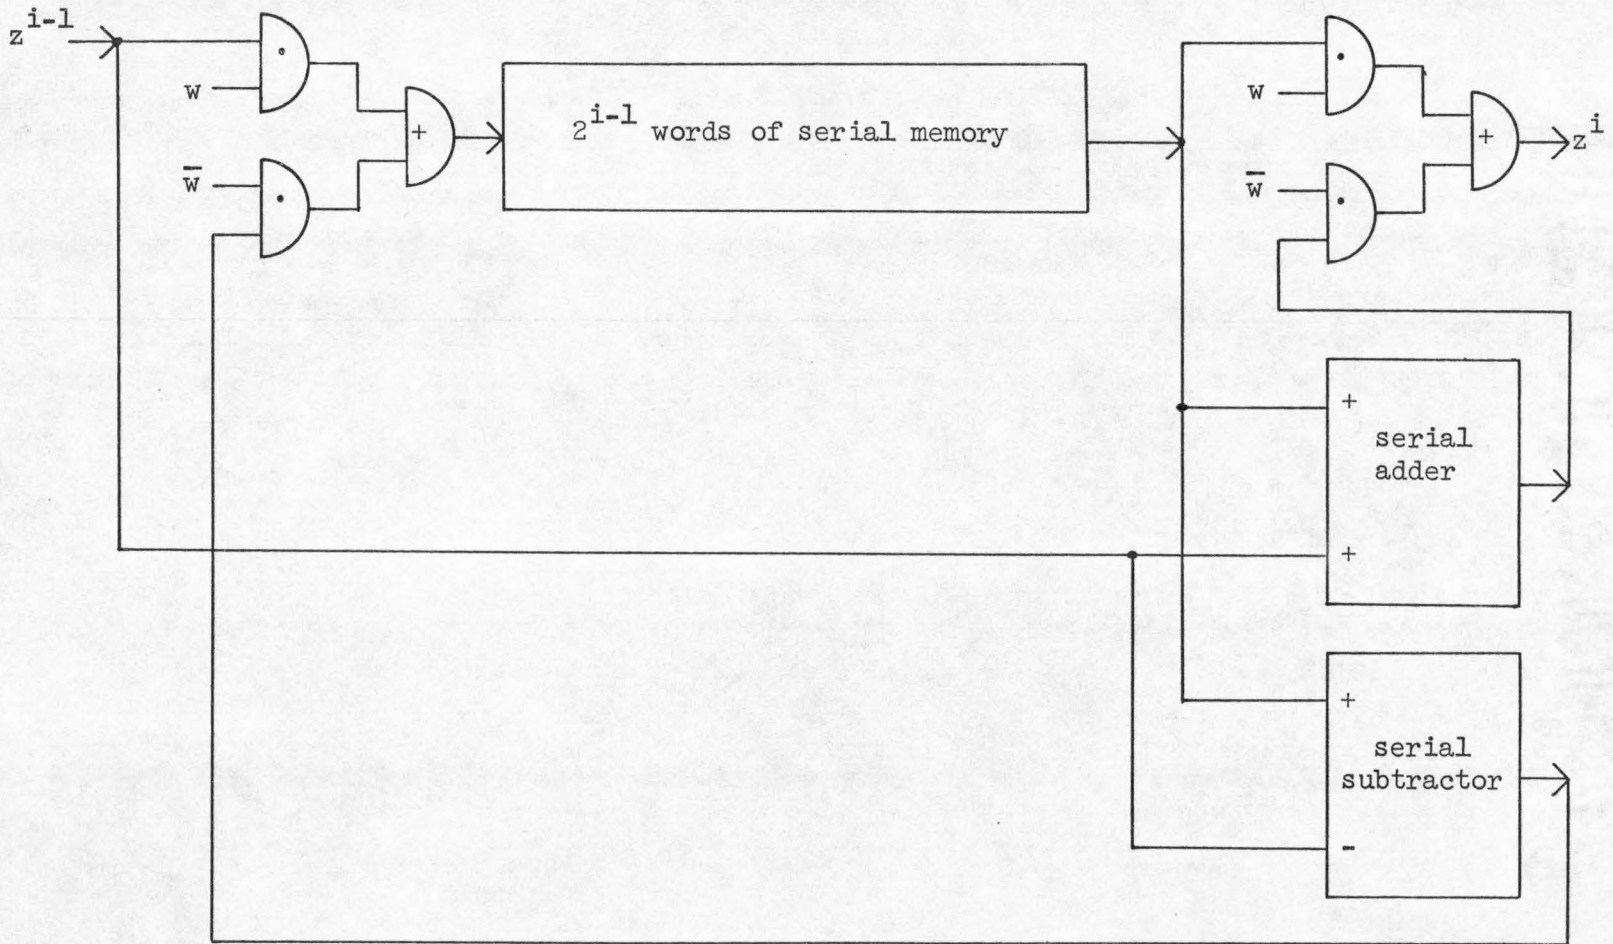 z^{i-1}
·
w
+
w̄
·
2^{i-1} words of serial memory
·
w
+
z^i
w̄
·
+
serial
adder
+
+
serial
subtractor
-